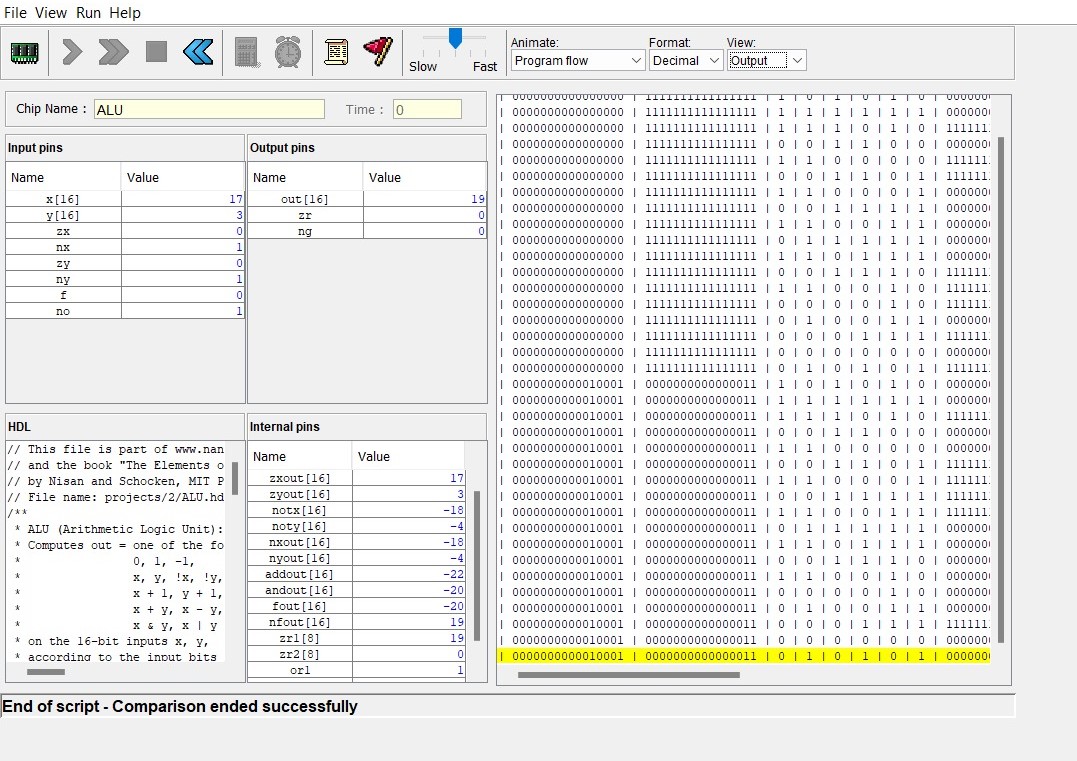 File View Run Help
Slow Fast
Animate:
Program flow
Format:
Decimal
View:
Output
Chip Name : ALU Time : 0
Input pins
Name Value
x[16] 17
y[16] 3
zx 0
nx 1
zy 0
ny 1
f 0
no 1
Output pins
Name Value
out[16] 19
zr 0
ng 0
HDL
// This file is part of www.nan
// and the book "The Elements o
// by Nisan and Schocken, MIT P
// File name: projects/2/ALU.hd
/**
* ALU (Arithmetic Logic Unit):
* Computes out = one of the fo
* 0, 1, -1,
* x, y, !x, !y,
* x + 1, y + 1,
* x + y, x - y,
* x & y, x | y
* on the 16-bit inputs x, y,
* according to the input bits
Internal pins
Name Value
zxout[16] 17
zyout[16] 3
notx[16] -18
noty[16] -4
nxout[16] -18
nyout[16] -4
addout[16] -22
andout[16] -20
fout[16] -20
nfout[16] 19
zr1[8] 19
zr2[8] 0
or1 1
| 0000000000000000 | 1111111111111111 | 1 | 0 | 1 | 0 | 1 | 0 | 000000
| 0000000000000000 | 1111111111111111 | 1 | 1 | 1 | 1 | 1 | 1 | 000000
| 0000000000000000 | 1111111111111111 | 1 | 1 | 1 | 0 | 1 | 0 | 111111
| 0000000000000000 | 1111111111111111 | 0 | 0 | 1 | 1 | 0 | 0 | 000000
| 0000000000000000 | 1111111111111111 | 1 | 1 | 0 | 0 | 0 | 0 | 111111
| 0000000000000000 | 1111111111111111 | 0 | 0 | 1 | 1 | 0 | 1 | 111111
| 0000000000000000 | 1111111111111111 | 1 | 1 | 0 | 0 | 0 | 1 | 000000
| 0000000000000000 | 1111111111111111 | 0 | 0 | 1 | 1 | 1 | 1 | 000000
| 0000000000000000 | 1111111111111111 | 1 | 1 | 0 | 0 | 1 | 1 | 000000
| 0000000000000000 | 1111111111111111 | 0 | 1 | 1 | 1 | 1 | 1 | 000000
| 0000000000000000 | 1111111111111111 | 1 | 1 | 0 | 1 | 1 | 1 | 000000
| 0000000000000000 | 1111111111111111 | 0 | 0 | 1 | 1 | 1 | 0 | 111111
| 0000000000000000 | 1111111111111111 | 1 | 1 | 0 | 0 | 1 | 0 | 111111
| 0000000000000000 | 1111111111111111 | 0 | 0 | 0 | 0 | 1 | 0 | 111111
| 0000000000000000 | 1111111111111111 | 0 | 1 | 0 | 0 | 1 | 1 | 000000
| 0000000000000000 | 1111111111111111 | 0 | 0 | 0 | 1 | 1 | 1 | 111111
| 0000000000000000 | 1111111111111111 | 0 | 0 | 0 | 0 | 0 | 0 | 000000
| 0000000000000000 | 1111111111111111 | 0 | 1 | 0 | 1 | 0 | 1 | 111111
| 0000000000010001 | 0000000000000011 | 1 | 0 | 1 | 0 | 1 | 0 | 000000
| 0000000000010001 | 0000000000000011 | 1 | 1 | 1 | 1 | 1 | 1 | 000000
| 0000000000010001 | 0000000000000011 | 1 | 1 | 1 | 0 | 1 | 0 | 111111
| 0000000000010001 | 0000000000000011 | 0 | 0 | 1 | 1 | 0 | 0 | 000000
| 0000000000010001 | 0000000000000011 | 1 | 1 | 0 | 0 | 0 | 0 | 000000
| 0000000000010001 | 0000000000000011 | 0 | 0 | 1 | 1 | 0 | 1 | 111111
| 0000000000010001 | 0000000000000011 | 1 | 1 | 0 | 0 | 0 | 1 | 111111
| 0000000000010001 | 0000000000000011 | 0 | 0 | 1 | 1 | 1 | 1 | 111111
| 0000000000010001 | 0000000000000011 | 1 | 1 | 0 | 0 | 1 | 1 | 111111
| 0000000000010001 | 0000000000000011 | 0 | 1 | 1 | 1 | 1 | 1 | 000000
| 0000000000010001 | 0000000000000011 | 1 | 1 | 0 | 1 | 1 | 1 | 000000
| 0000000000010001 | 0000000000000011 | 0 | 0 | 1 | 1 | 1 | 0 | 000000
| 0000000000010001 | 0000000000000011 | 1 | 1 | 0 | 0 | 1 | 0 | 000000
| 0000000000010001 | 0000000000000011 | 0 | 0 | 0 | 0 | 1 | 0 | 000000
| 0000000000010001 | 0000000000000011 | 0 | 1 | 0 | 0 | 1 | 1 | 000000
| 0000000000010001 | 0000000000000011 | 0 | 0 | 0 | 1 | 1 | 1 | 111111
| 0000000000010001 | 0000000000000011 | 0 | 0 | 0 | 0 | 0 | 0 | 000000
| 0000000000010001 | 0000000000000011 | 0 | 1 | 0 | 1 | 0 | 1 | 000000
End of script - Comparison ended successfully